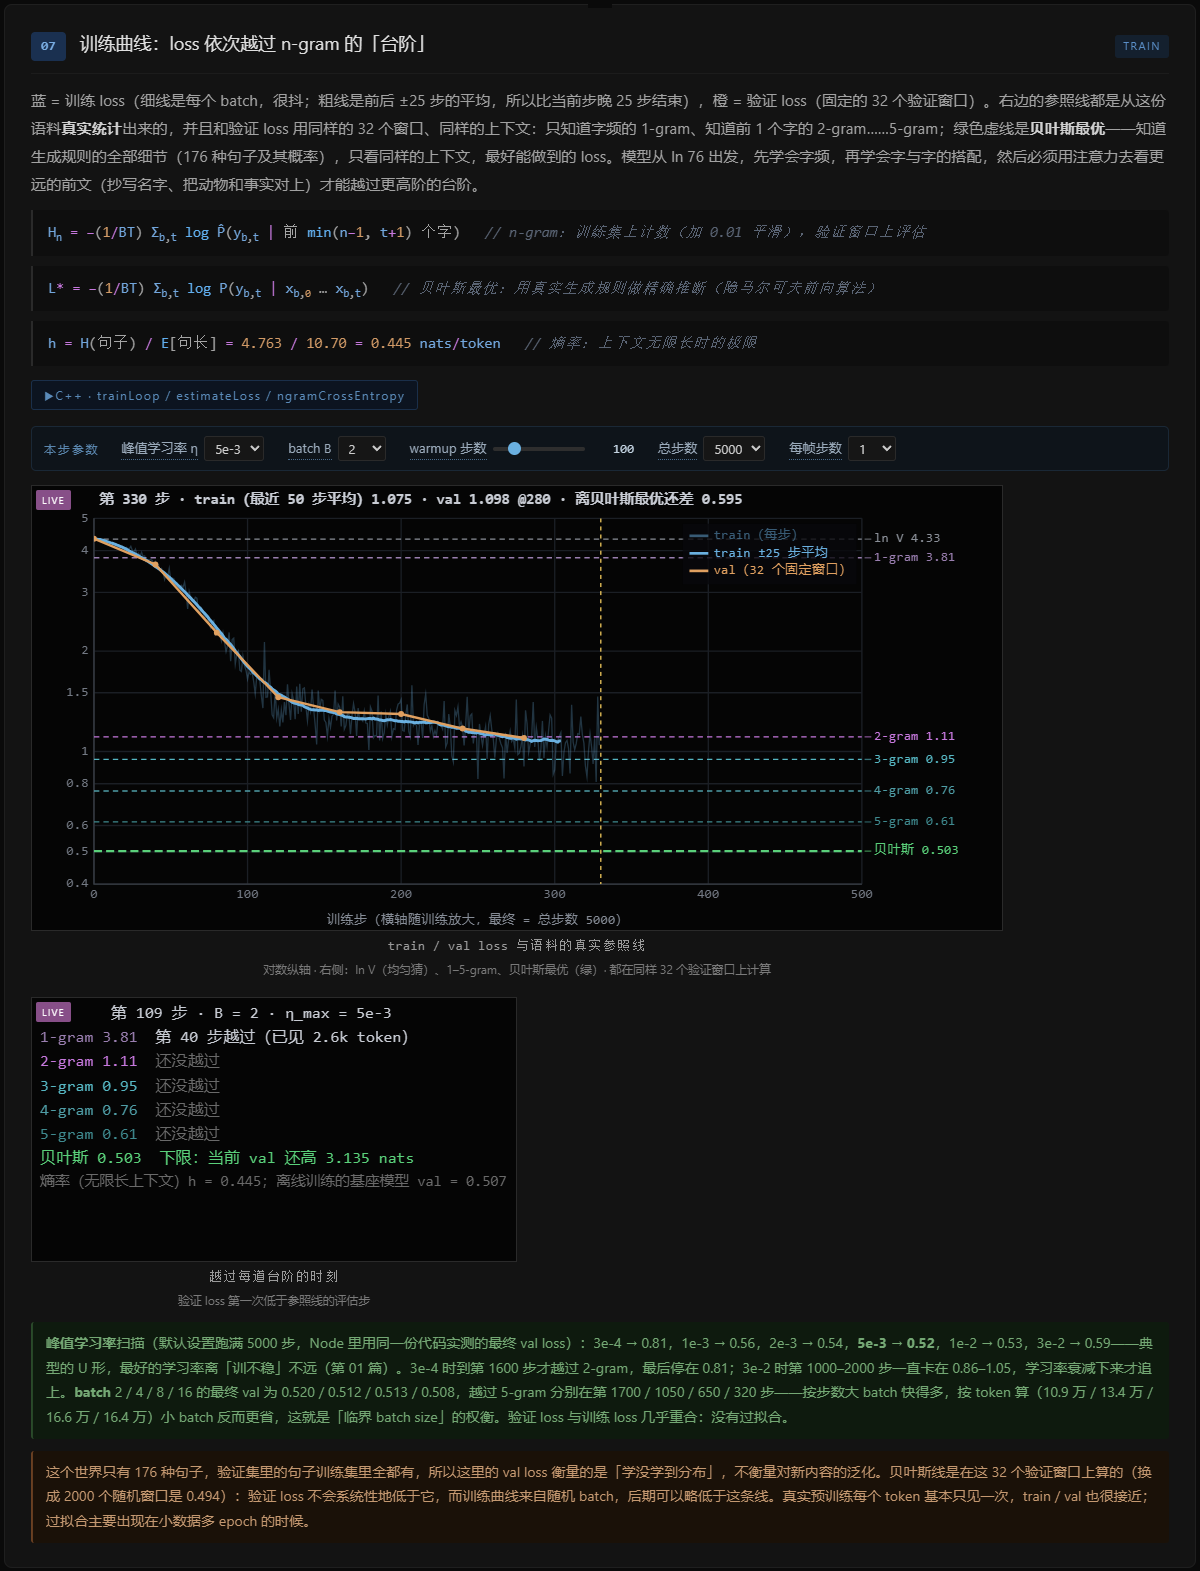 07 训练曲线：loss 依次越过 n-gram 的「台阶」 TRAIN
蓝 = 训练 loss（细线是每个 batch，很抖；粗线是前后 ±25 步的平均，所以比当前步晚 25 步结束），橙 = 验证 loss（固定的 32 个验证窗口）。右边的参照线都是从这份
语料真实统计出来的，并且和验证 loss 用同样的 32 个窗口、同样的上下文：只知道字频的 1-gram、知道前 1 个字的 2-gram……5-gram；绿色虚线是贝叶斯最优——知道
生成规则的全部细节（176 种句子及其概率），只看同样的上下文，最好能做到的 loss。模型从 ln 76 出发，先学会字频，再学会字与字的搭配，然后必须用注意力去看更
远的前文（抄写名字、把动物和事实对上）才能越过更高阶的台阶。
Hn = −(1/BT) Σb,t log P̂(yb,t | 前 min(n−1, t+1) 个字) // n-gram: 训练集上计数（加 0.01 平滑），验证窗口上评估
L* = −(1/BT) Σb,t log P(yb,t | xb,0 … xb,t) // 贝叶斯最优：用真实生成规则做精确推断（隐马尔可夫前向算法）
h = H(句子) / E[句长] = 4.763 / 10.70 = 0.445 nats/token // 熵率：上下文无限长时的极限
▶C++ · trainLoop / estimateLoss / ngramCrossEntropy
本步参数 峰值学习率 η 5e-3 batch B 2 warmup 步数 100 总步数 5000 每帧步数 1
LIVE 第 330 步 · train (最近 50 步平均) 1.075 · val 1.098 @280 · 离贝叶斯最优还差 0.595
5
train (每步)
ln V 4.33
4
train ±25 步平均
1-gram 3.81
val (32 个固定窗口)
3
2
1.5
2-gram 1.11
1
3-gram 0.95
0.8
4-gram 0.76
0.6
5-gram 0.61
0.5
贝叶斯 0.503
0.4
0 100 200 300 400 500
训练步 (横轴随训练放大，最终 = 总步数 5000)
train / val loss 与语料的真实参照线
对数纵轴 · 右侧：ln V（均匀猜）、1–5-gram、贝叶斯最优（绿）· 都在同样 32 个验证窗口上计算
LIVE 第 109 步 · B = 2 · η_max = 5e-3
1-gram 3.81 第 40 步越过 (已见 2.6k token)
2-gram 1.11 还没越过
3-gram 0.95 还没越过
4-gram 0.76 还没越过
5-gram 0.61 还没越过
贝叶斯 0.503 下限：当前 val 还高 3.135 nats
熵率 (无限长上下文) h = 0.445；离线训练的基座模型 val = 0.507
越过每道台阶的时刻
验证 loss 第一次低于参照线的评估步
峰值学习率扫描（默认设置跑满 5000 步，Node 里用同一份代码实测的最终 val loss）：3e-4 → 0.81，1e-3 → 0.56，2e-3 → 0.54，5e-3 → 0.52，1e-2 → 0.53，3e-2 → 0.59——典
型的 U 形，最好的学习率离「训不稳」不远（第 01 篇）。3e-4 时到第 1600 步才越过 2-gram，最后停在 0.81；3e-2 时第 1000–2000 步一直卡在 0.86–1.05，学习率衰减下来才追
上。batch 2 / 4 / 8 / 16 的最终 val 为 0.520 / 0.512 / 0.513 / 0.508，越过 5-gram 分别在第 1700 / 1050 / 650 / 320 步——按步数大 batch 快得多，按 token 算（10.9 万 / 13.4 万 /
16.6 万 / 16.4 万）小 batch 反而更省，这就是「临界 batch size」的权衡。验证 loss 与训练 loss 几乎重合：没有过拟合。
这个世界只有 176 种句子，验证集里的句子训练集里全都有，所以这里的 val loss 衡量的是「学没学到分布」，不衡量对新内容的泛化。贝叶斯线是在这 32 个验证窗口上算的（换
成 2000 个随机窗口是 0.494）：验证 loss 不会系统性地低于它，而训练曲线来自随机 batch，后期可以略低于这条线。真实预训练每个 token 基本只见一次，train / val 也很接近；
过拟合主要出现在小数据多 epoch 的时候。